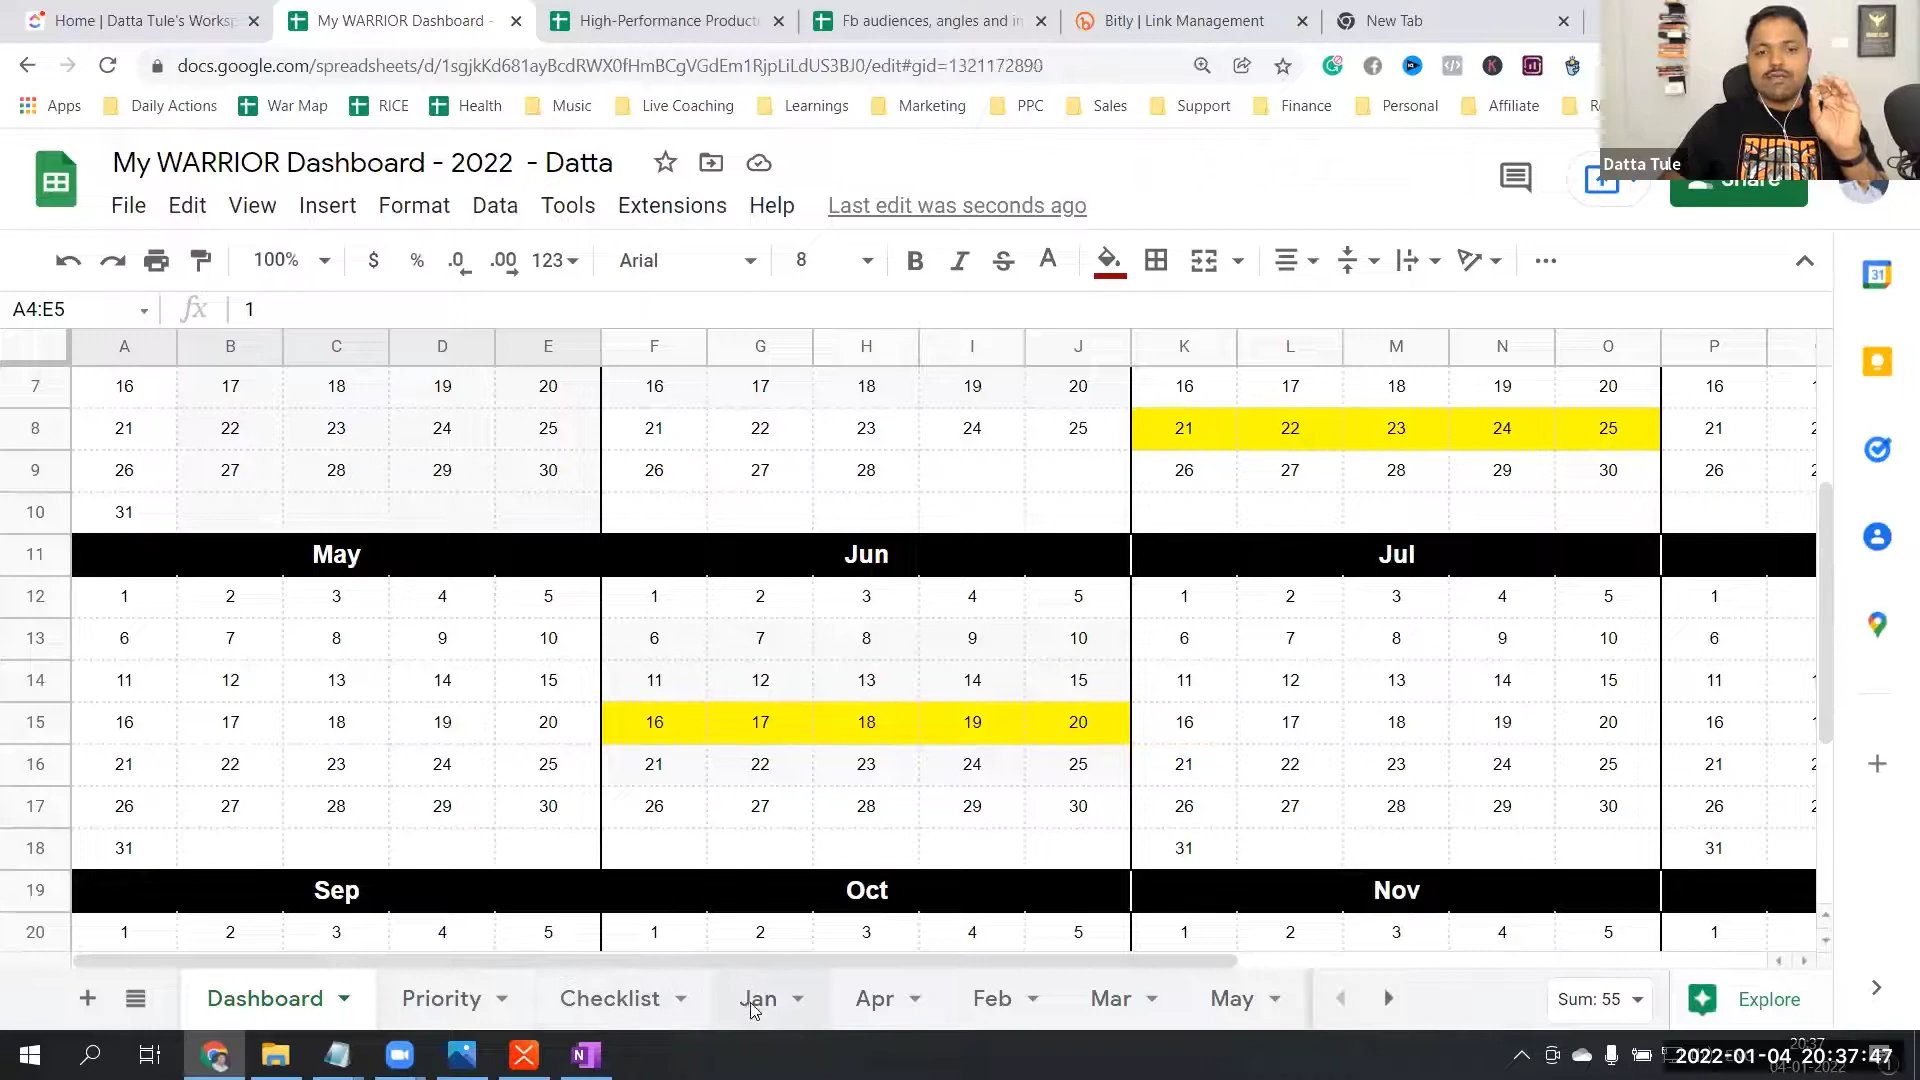 Home | Datta Tule's Worksp
My WARRIOR Dashboard -
High-Performance Product
Fb audiences, angles and in
Bitly | Link Management
New Tab
docs.google.com/spreadsheets/d/1sgjkKd681ayBcdRWX0fHmBCgVGdEm1RjpLiLdUS3BJ0/edit#gid=1321172890
Apps Daily Actions War Map RICE Health Music Live Coaching Learnings Marketing PPC Sales Support Finance Personal Affiliate
Datta Tule
My WARRIOR Dashboard - 2022 - Datta
Share
File Edit View Insert Format Data Tools Extensions Help Last edit was seconds ago
100% $ % .0 .00 123 Arial 8 B I S A
31
A4:E5 fx 1
A B C D E F G H I J K L M N O P
7 16 17 18 19 20 16 17 18 19 20 16 17 18 19 20 16
8 21 22 23 24 25 21 22 23 24 25 21 22 23 24 25 21
9 26 27 28 29 30 26 27 28 26 27 28 29 30 26
10 31
11 May Jun Jul
12 1 2 3 4 5 1 2 3 4 5 1 2 3 4 5 1
13 6 7 8 9 10 6 7 8 9 10 6 7 8 9 10 6
14 11 12 13 14 15 11 12 13 14 15 11 12 13 14 15 11
15 16 17 18 19 20 16 17 18 19 20 16 17 18 19 20 16
16 21 22 23 24 25 21 22 23 24 25 21 22 23 24 25 21
17 26 27 28 29 30 26 27 28 29 30 26 27 28 29 30 26
18 31 31 31
19 Sep Oct Nov
20 1 2 3 4 5 1 2 3 4 5 1 2 3 4 5 1
Dashboard Priority Checklist Jan Apr Feb Mar May Sum: 55 Explore
20:37
2022-01-04 20:37:47
04-01-2022